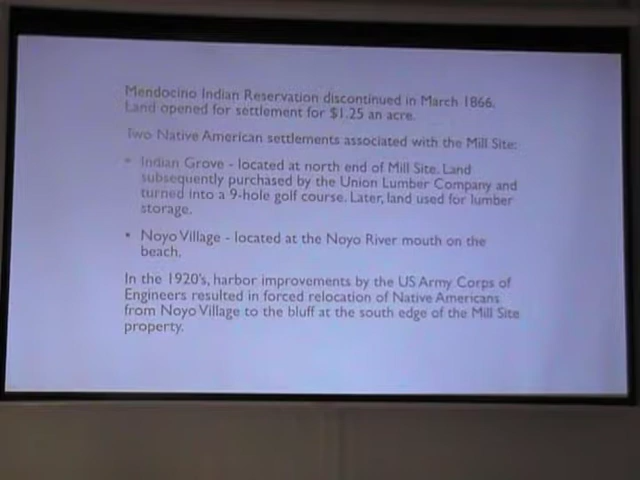 Mendocino Indian Reservation discontinued in March 1866.
Land opened for settlement for $1.25 an acre.
Two Native American settlements associated with the Mill Site:
• Indian Grove - located at north end of Mill Site. Land
subsequently purchased by the Union Lumber Company and
turned into a 9-hole golf course. Later, land used for lumber
storage.
• Noyo Village - located at the Noyo River mouth on the
beach.
In the 1920's, harbor improvements by the US Army Corps of
Engineers resulted in forced relocation of Native Americans
from Noyo Village to the bluff at the south edge of the Mill Site
property.